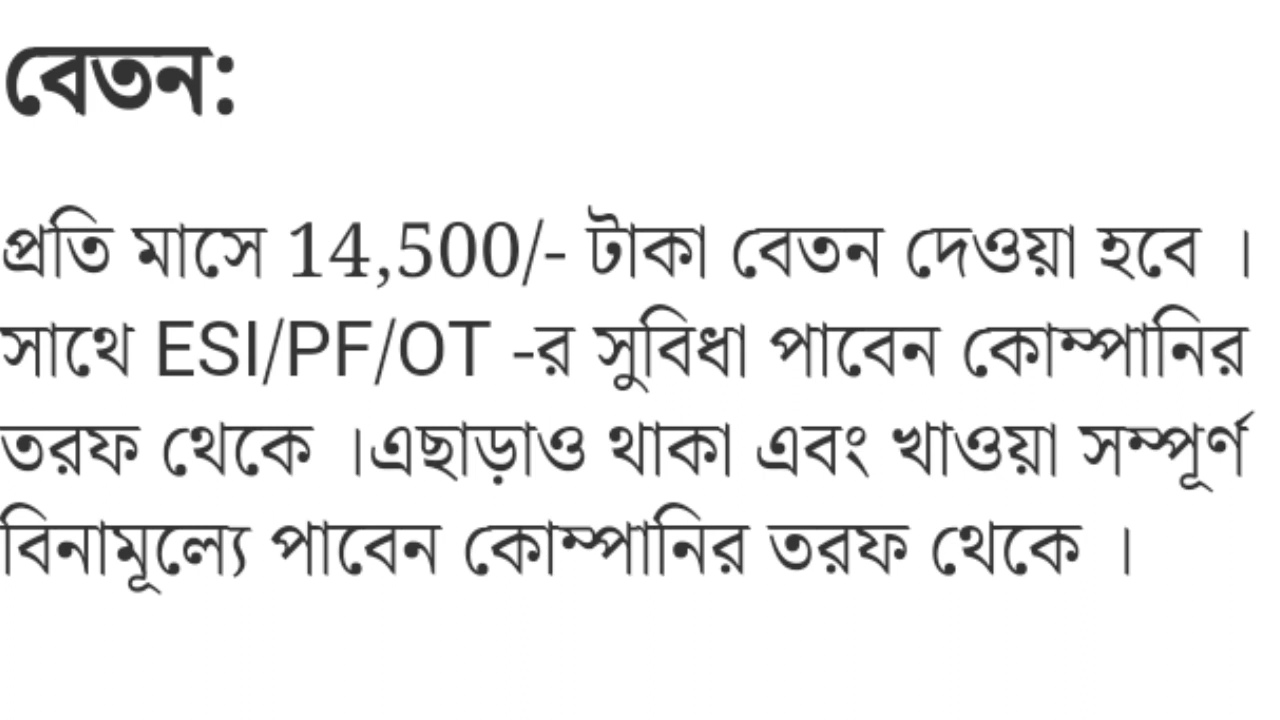 বেতন:
প্রতি মাসে 14,500/- টাকা বেতন দেওয়া হবে ।
সাথে ESI/PF/OT -র সুবিধা পাবেন কোম্পানির
তরফ থেকে ।এছাড়াও থাকা এবং খাওয়া সম্পূর্ণ
বিনামূল্যে পাবেন কোম্পানির তরফ থেকে ।